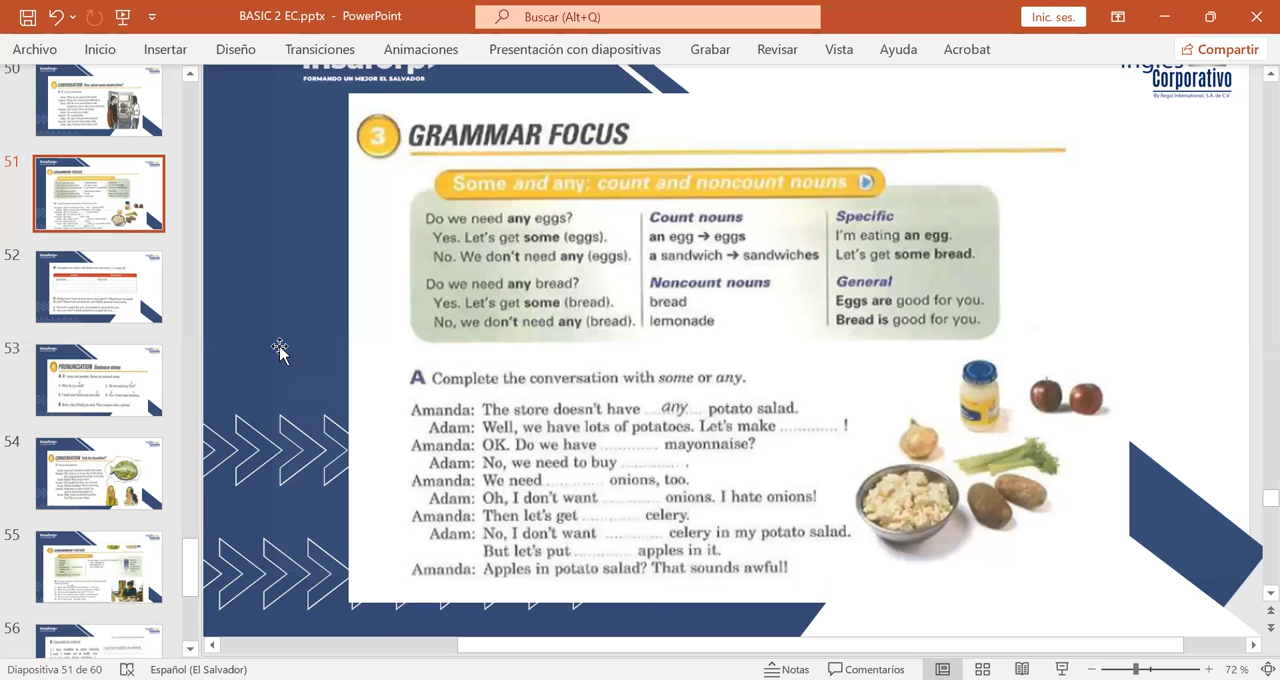 BASIC 2 EC.pptx - PowerPoint
Buscar (Alt+Q)
Inic. ses.
Archivo Inicio Insertar Diseño Transiciones Animaciones Presentación con diapositivas Grabar Revisar Vista Ayuda Acrobat
Compartir
50
51
52
53
54
55
56
FORMANDO UN MEJOR EL SALVADOR
Inglés
Corporativo
By Regal International, S.A. de C.V.
3 GRAMMAR FOCUS
Some and any; count and noncount nouns
Do we need any eggs?
Yes. Let's get some (eggs).
No. We don't need any (eggs).
Do we need any bread?
Yes. Let's get some (bread).
No, we don't need any (bread).
Count nouns
an egg → eggs
a sandwich → sandwiches
Noncount nouns
bread
lemonade
Specific
I'm eating an egg.
Let's get some bread.
General
Eggs are good for you.
Bread is good for you.
A Complete the conversation with some or any.
Amanda: The store doesn't have ...any... potato salad.
Adam: Well, we have lots of potatoes. Let's make ............ !
Amanda: OK. Do we have ............ mayonnaise?
Adam: No, we need to buy ............ .
Amanda: We need ............ onions, too.
Adam: Oh, I don't want ............ onions. I hate onions!
Amanda: Then let's get ............ celery.
Adam: No, I don't want ............ celery in my potato salad.
But let's put ............ apples in it.
Amanda: Apples in potato salad? That sounds awful!
Diapositiva 51 de 60
Español (El Salvador)
Notas
Comentarios
72 %